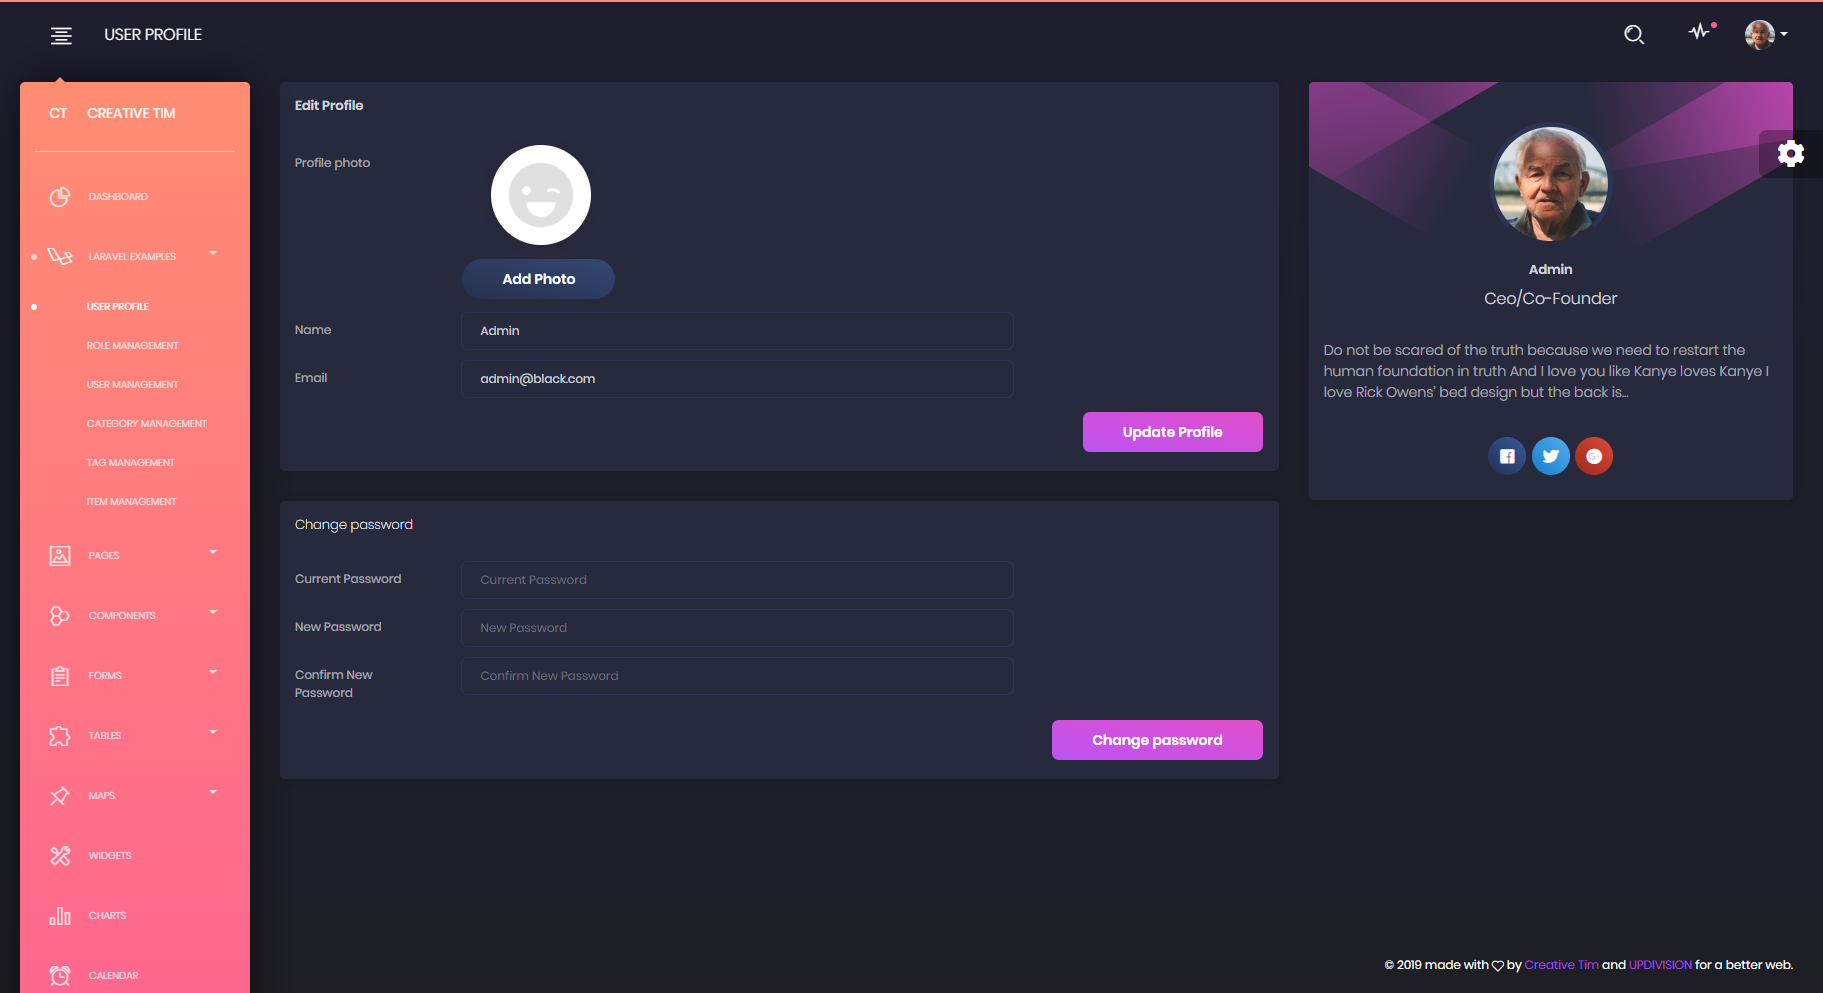 USER PROFILE
CT CREATIVE TIM
DASHBOARD
LARAVEL EXAMPLES
USER PROFILE
ROLE MANAGEMENT
USER MANAGEMENT
CATEGORY MANAGEMENT
TAG MANAGEMENT
ITEM MANAGEMENT
PAGES
COMPONENTS
FORMS
TABLES
MAPS
WIDGETS
CHARTS
CALENDAR
Edit Profile
Profile photo
Add Photo
Name Admin
Email admin@black.com
Update Profile
Change password
Current Password Current Password
New Password New Password
Confirm New
Password
Confirm New Password
Change password
Admin
Ceo/Co-Founder
Do not be scared of the truth because we need to restart the
human foundation in truth And I love you like Kanye loves Kanye I
love Rick Owens' bed design but the back is...
© 2019 made with by Creative Tim and UPDIVISION for a better web.